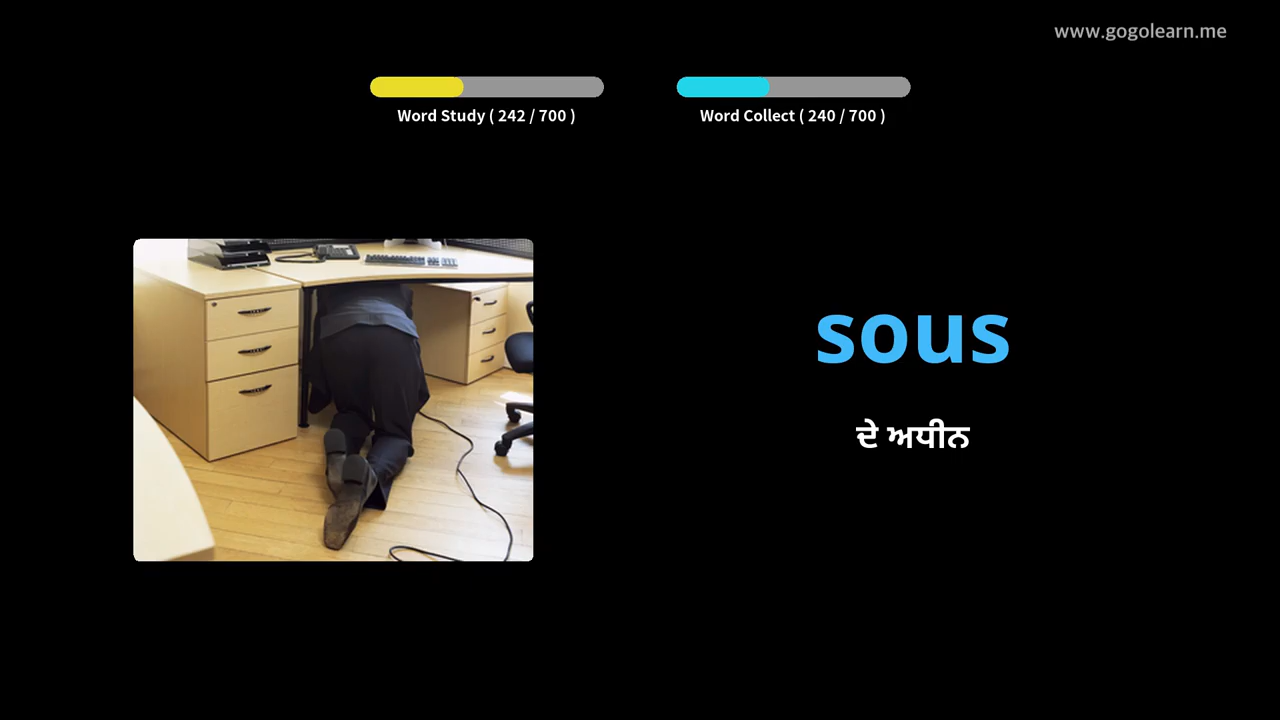 www.gogolearn.me
Word Study ( 242 / 700 )
Word Collect ( 240 / 700 )
sous
ਦੇ ਅਧੀਨ